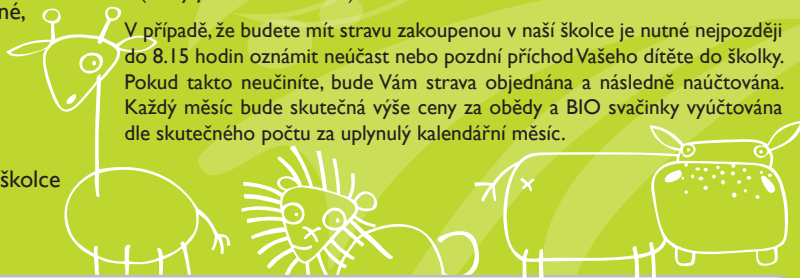 né,
V případě, že budete mít stravu zakoupenou v naší školce je nutné nejpozději
do 8.15 hodin oznámit neúčast nebo pozdní příchod Vašeho dítěte do školky.
Pokud takto neučiníte, bude Vám strava objednána a následně naúčtována.
Každý měsíc bude skutečná výše ceny za obědy a BIO svačinky vyúčtována
dle skutečného počtu za uplynulý kalendářní měsíc.
školce